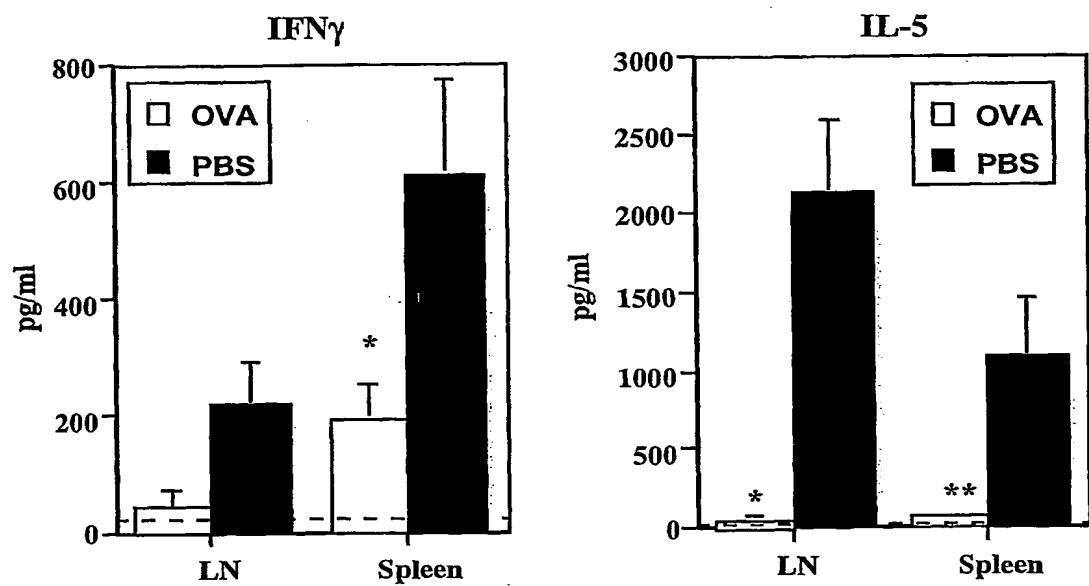 IFNγ
800
600
400
200
0
pg/ml
OVA
PBS
*
LN
Spleen
IL-5
3000
2500
2000
1500
1000
500
0
pg/ml
OVA
PBS
*
**
LN
Spleen